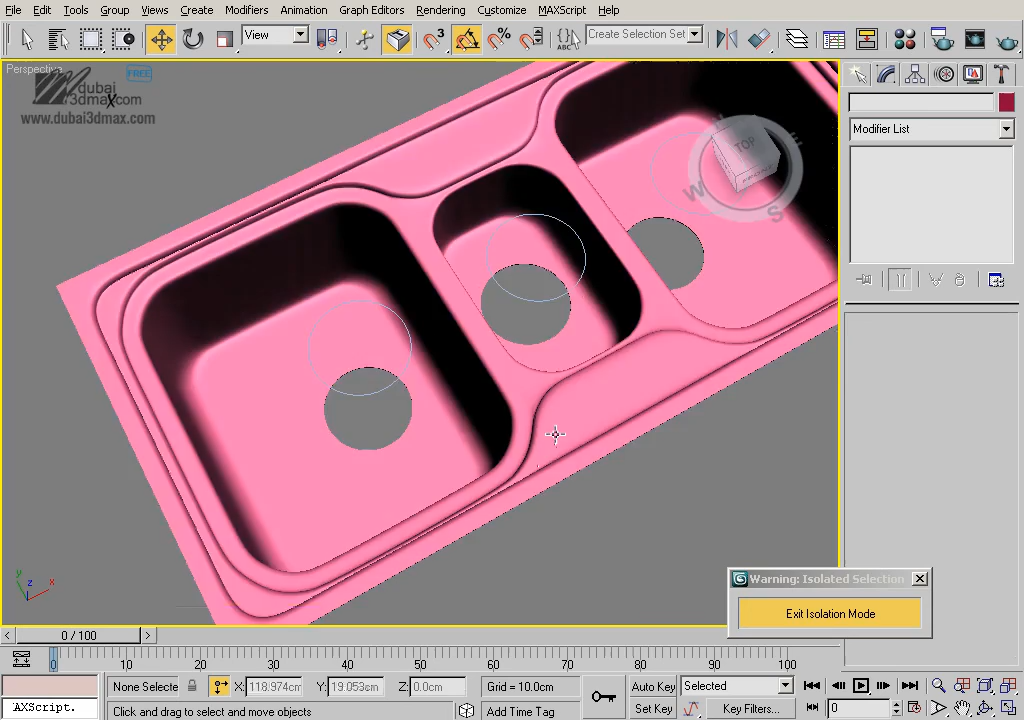 File Edit Tools Group Views Create Modifiers Animation Graph Editors Rendering Customize MAXScript Help
View
3
%
ABC
Create Selection Set
Perspective
FREE
dubai
3dmax.com
www.dubai3dmax.com
TOP
W
S
Modifier List
y
z
x
Warning: Isolated Selection
Exit Isolation Mode
< 0 / 100 >
0 10 20 30 40 50 60 70 80 90 100
None Selecte X: 118.974cm Y: 19.053cm Z: 0.0cm Grid = 10.0cm Auto Key Selected
'AXScript. Click and drag to select and move objects Add Time Tag Set Key Key Filters... 0